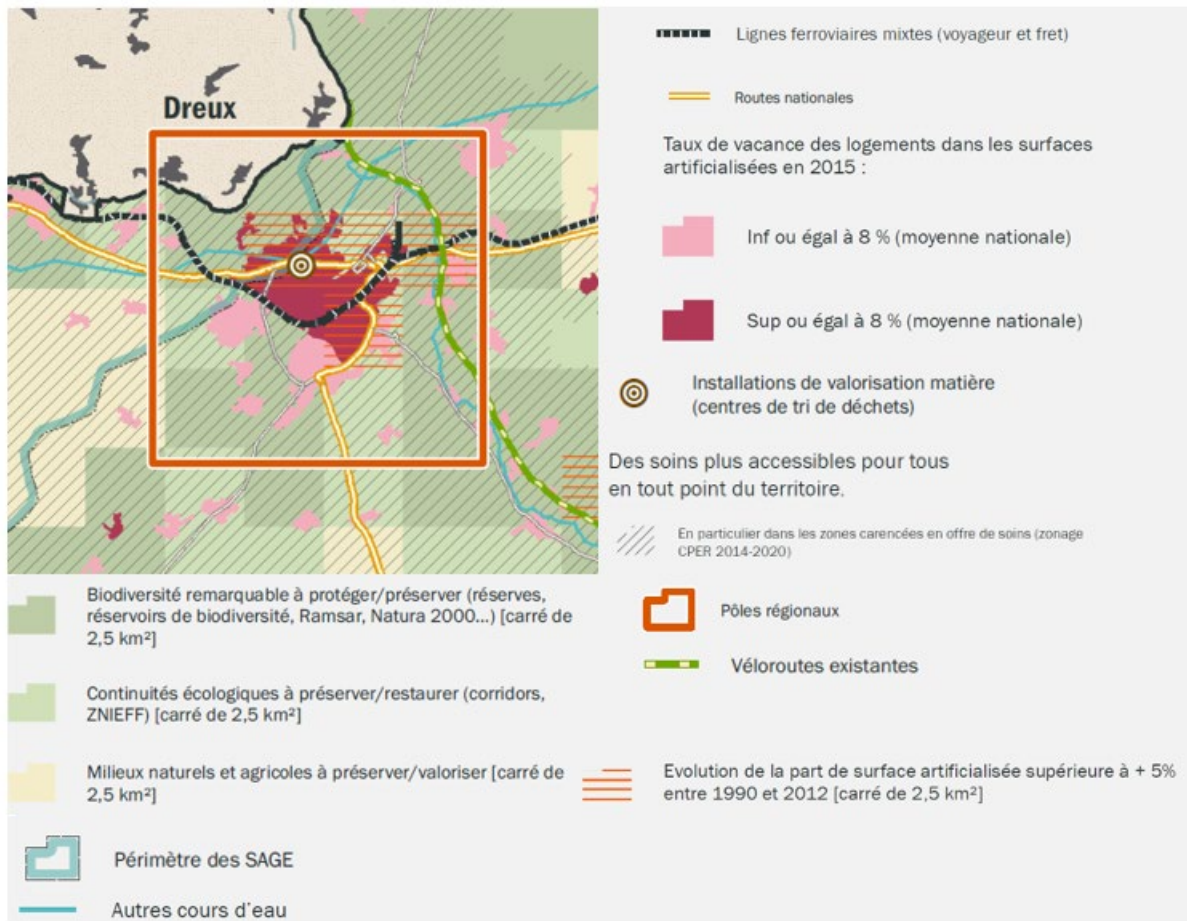 Dreux
Lignes ferroviaires mixtes (voyageur et fret)
Routes nationales
Taux de vacance des logements dans les surfaces
artificialisées en 2015 :
Inf ou égal à 8 % (moyenne nationale)
Sup ou égal à 8 % (moyenne nationale)
Installations de valorisation matière
(centres de tri de déchets)
Des soins plus accessibles pour tous
en tout point du territoire.
En particulier dans les zones carencées en offre de soins (zonage
CPER 2014-2020)
Pôles régionaux
Véloroutes existantes
Biodiversité remarquable à protéger/préserver (réserves,
réservoirs de biodiversité, Ramsar, Natura 2000...) [carré de
2,5 km²]
Continuités écologiques à préserver/restaurer (corridors,
ZNIEFF) [carré de 2,5 km²]
Milieux naturels et agricoles à préserver/valoriser [carré de
2,5 km²]
Evolution de la part de surface artificialisée supérieure à + 5%
entre 1990 et 2012 [carré de 2,5 km²]
Périmètre des SAGE
Autres cours d'eau